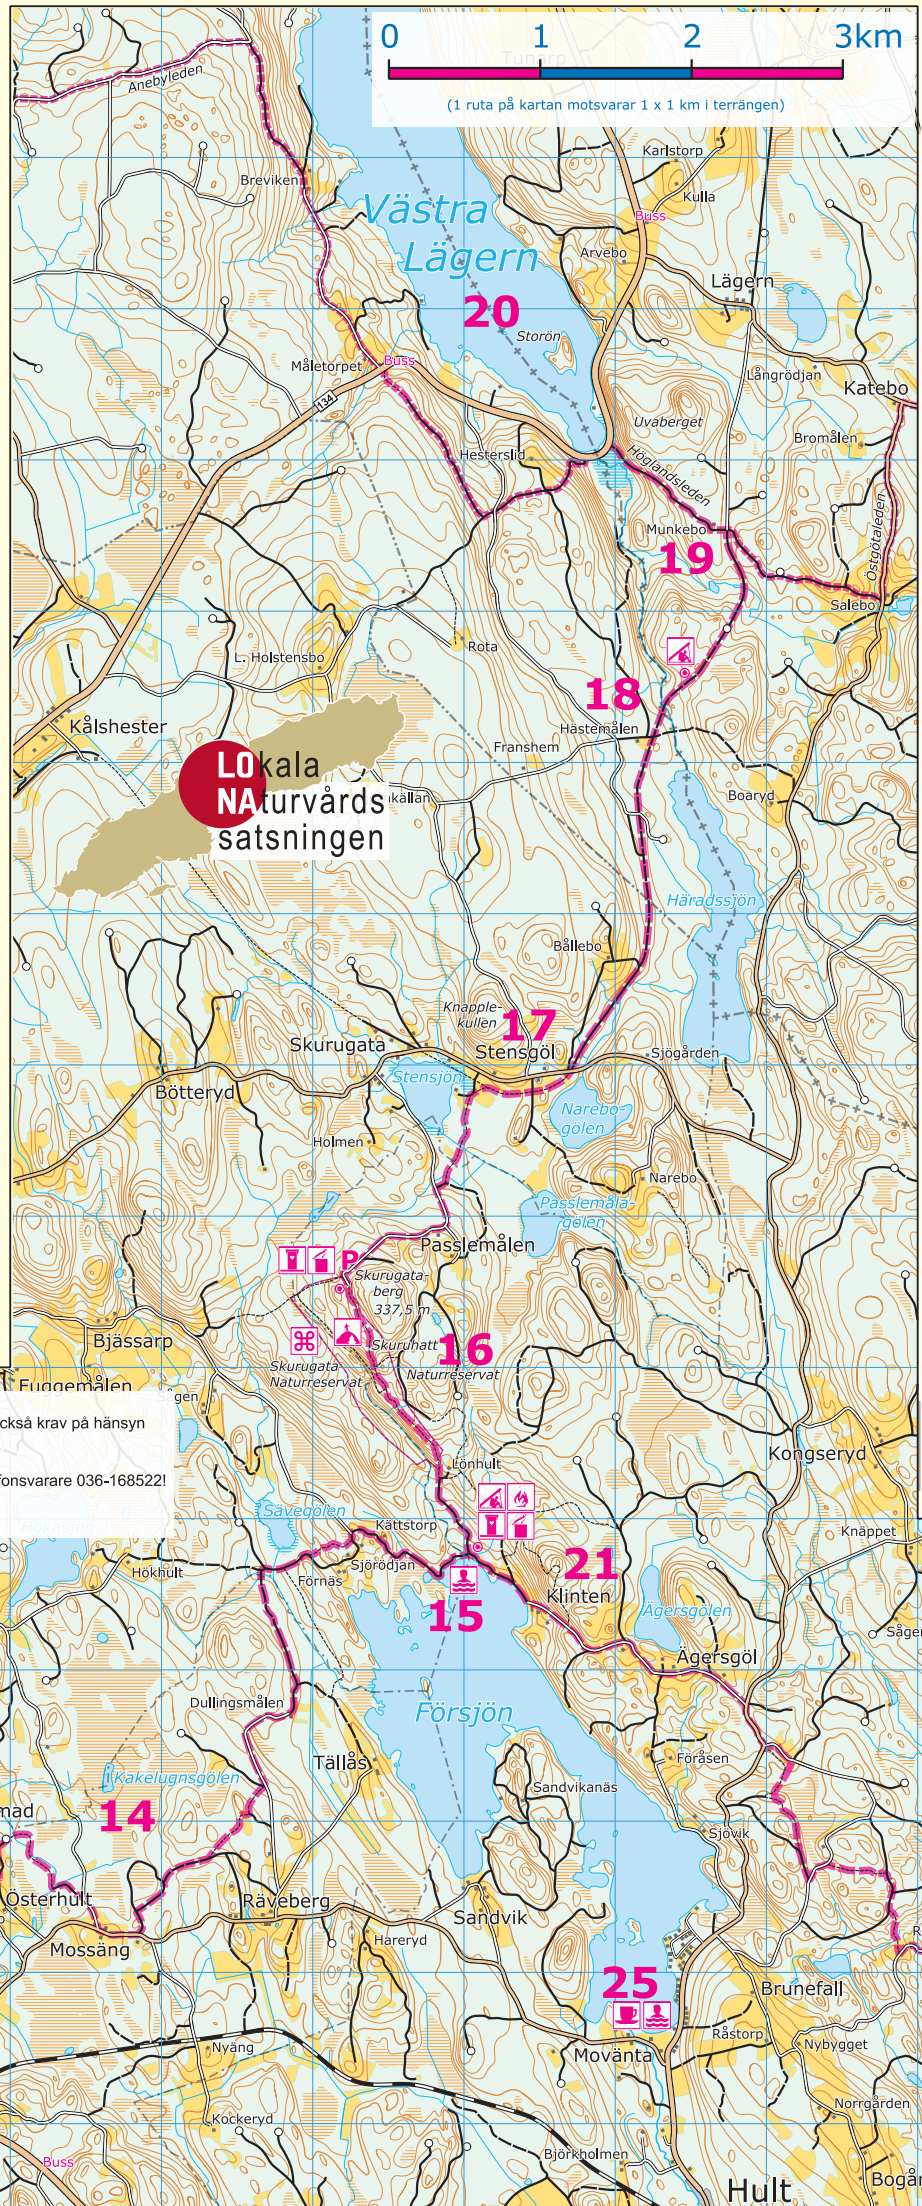 0 1 2 3km
(1 ruta på kartan motsvarar 1 x 1 km i terrängen)
Anebyleden
Karlstorp
Breviken
Kulla
Västra
Lägern
Buss
Arvebo
Lägern
20
Storön
Måletorpet
Buss
Långrödjan
Katebo
134
Uvaberget
Bromålen
Hesterslid
Höglandsleden
Östgötaleden
Munkebo
19
Salebo
Rota
L. Holstensbo
18
Kålshester
Hästemålen
Franshem
LOkala
NAturvårds
satsningen
Boaryd
Häradssjön
Bållebo
Knapple-
kullen
17
Skurugata
Stensgöl
Sjögården
Stensjön
Bötteryd
Narebo-
gölen
Holmen
Narebo
Passlemåla-
gölen
Passlemålen
P
Skurugata-
berg
337,5 m
Bjässarp
Skuruhatt
Naturreservat
16
Skurugata
Naturreservat
Fuggemålen
också krav på hänsyn
Kongseryd
Lönhult
fonsvarare 036-168522!
Sävegölen
Kättstorp
Knäppet
Hökhult
Förnäs
Sjörödjan
21
Klinten
15
Ägersgölen
Ägersgöl
Dullingsmålen
Försjön
Tällås
Föråsen
Kakelugnsgölen
Sandvikanäs
14
Sjövik
Österhult
Räveberg
Sandvik
Mossäng
Hareryd
25
Brunefall
Råstorp
Nyäng
Movänta
Nybygget
Norrgården
Kockeryd
Björkholmen
Buss
Hult